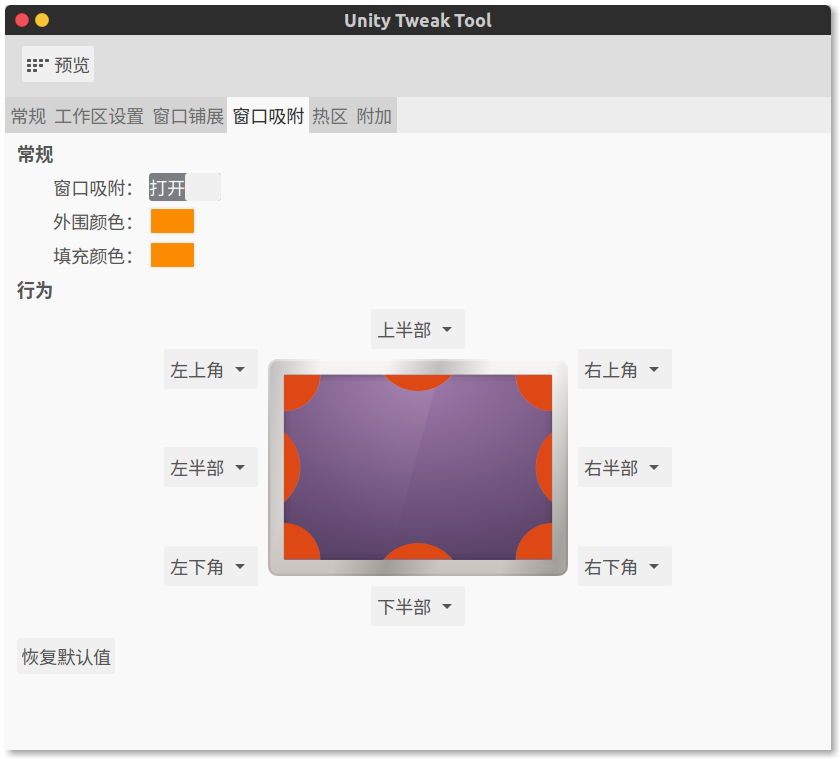 Unity Tweak Tool
预览
常规 工作区设置 窗口铺展 窗口吸附 热区 附加
常规
窗口吸附： 打开
外围颜色：
填充颜色：
行为
上半部
左上角 右上角
左半部 右半部
左下角 右下角
下半部
恢复默认值